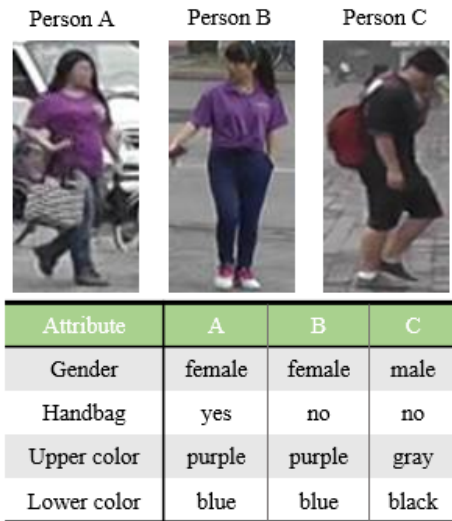 Person A Person B Person C
Attribute A B C
Gender female female male
Handbag yes no no
Upper color purple purple gray
Lower color blue blue black